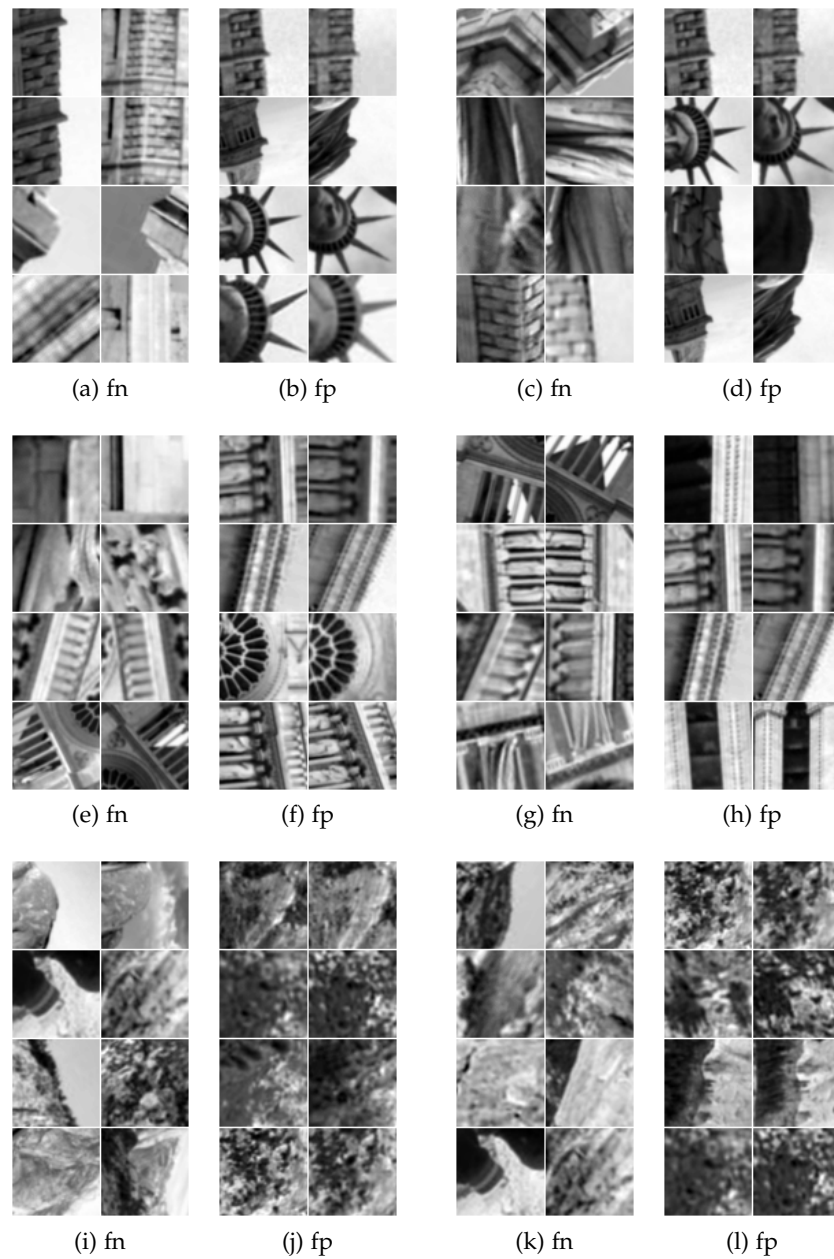 (a) fn (b) fp (c) fn (d) fp
(e) fn (f) fp (g) fn (h) fp
(i) fn (j) fp (k) fn (l) fp